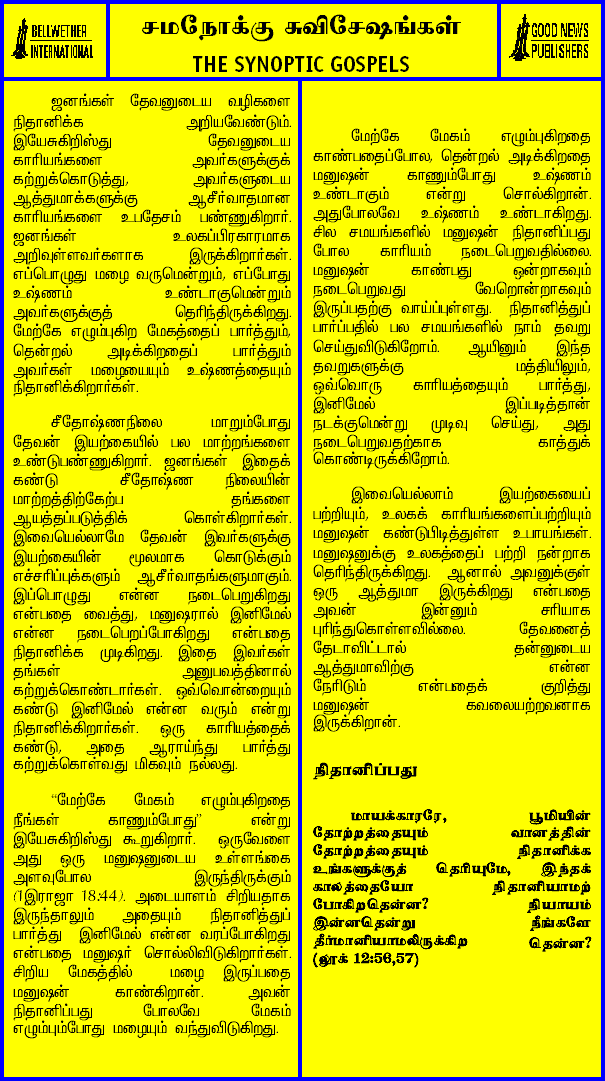 BELLWETHER
INTERNATIONAL
சமநோக்கு சுவிசேஷங்கள்
THE SYNOPTIC GOSPELS
GOOD NEWS
PUBLISHERS
ஜனங்கள் தேவனுடைய வழிகளை
நிதானிக்க அறியவேண்டும்.
இயேசுகிறிஸ்து தேவனுடைய
காரியங்களை அவர்களுக்குக்
கற்றுக்கொடுத்து, அவர்களுடைய
ஆத்துமாக்களுக்கு ஆசீர்வாதமான
காரியங்களை உபதேசம் பண்ணுகிறார்.
ஜனங்கள் உலகப்பிரகாரமாக
அறிவுள்ளவர்களாக இருக்கிறார்கள்.
எப்பொழுது மழை வருமென்றும், எப்போது
உஷ்ணம் உண்டாகுமென்றும்
அவர்களுக்குத் தெரிந்திருக்கிறது.
மேற்கே எழும்புகிற மேகத்தைப் பார்த்தும்,
தென்றல் அடிக்கிறதைப் பார்த்தும்
அவர்கள் மழையையும் உஷ்ணத்தையும்
நிதானிக்கிறார்கள்.
சீதோஷ்ணநிலை மாறும்போது
தேவன் இயற்கையில் பல மாற்றங்களை
உண்டுபண்ணுகிறார். ஜனங்கள் இதைக்
கண்டு சீதோஷ்ண நிலையின்
மாற்றத்திற்கேற்ப தங்களை
ஆயத்தப்படுத்திக் கொள்கிறார்கள்.
இவையெல்லாமே தேவன் இவர்களுக்கு
இயற்கையின் மூலமாக கொடுக்கும்
எச்சரிப்புக்களும் ஆசீர்வாதங்களுமாகும்.
இப்பொழுது என்ன நடைபெறுகிறது
என்பதை வைத்து, மனுஷரால் இனிமேல்
என்ன நடைபெறப்போகிறது என்பதை
நிதானிக்க முடிகிறது. இதை இவர்கள்
தங்கள் அனுபவத்தினால்
கற்றுக்கொண்டார்கள். ஒவ்வொன்றையும்
கண்டு இனிமேல் என்ன வரும் என்று
நிதானிக்கிறார்கள். ஒரு காரியத்தைக்
கண்டு, அதை ஆராய்ந்து பார்த்து
கற்றுக்கொள்வது மிகவும் நல்லது.
“மேற்கே மேகம் எழும்புகிறதை
நீங்கள் காணும்போது” என்று
இயேசுகிறிஸ்து கூறுகிறார். ஒருவேளை
அது ஒரு மனுஷனுடைய உள்ளங்கை
அளவுபோல இருந்திருக்கும்
(1இராஜா 18:44). அடையாளம் சிறியதாக
இருந்தாலும் அதையும் நிதானித்துப்
பார்த்து இனிமேல் என்ன வரப்போகிறது
என்பதை மனுஷர் சொல்லிவிடுகிறார்கள்.
சிறிய மேகத்தில் மழை இருப்பதை
மனுஷன் காண்கிறான். அவன்
நிதானிப்பது போலவே மேகம்
எழும்பும்போது மழையும் வந்துவிடுகிறது.
மேற்கே மேகம் எழும்புகிறதை
காண்பதைப்போல, தென்றல் அடிக்கிறதை
மனுஷன் காணும்போது உஷ்ணம்
உண்டாகும் என்று சொல்கிறான்.
அதுபோலவே உஷ்ணம் உண்டாகிறது.
சில சமயங்களில் மனுஷன் நிதானிப்பது
போல காரியம் நடைபெறுவதில்லை.
மனுஷன் காண்பது ஒன்றாகவும்
நடைபெறுவது வேறொன்றாகவும்
இருப்பதற்கு வாய்ப்புள்ளது. நிதானித்துப்
பார்ப்பதில் பல சமயங்களில் நாம் தவறு
செய்துவிடுகிறோம். ஆயினும் இந்த
தவறுகளுக்கு மத்தியிலும்,
ஒவ்வொரு காரியத்தையும் பார்த்து,
இனிமேல் இப்படித்தான்
நடக்குமென்று முடிவு செய்து, அது
நடைபெறுவதற்காக காத்துக்
கொண்டிருக்கிறோம்.
இவையெல்லாம் இயற்கையைப்
பற்றியும், உலகக் காரியங்களைப்பற்றியும்
மனுஷன் கண்டுபிடித்துள்ள உபாயங்கள்.
மனுஷனுக்கு உலகத்தைப் பற்றி நன்றாக
தெரிந்திருக்கிறது. ஆனால் அவனுக்குள்
ஒரு ஆத்துமா இருக்கிறது என்பதை
அவன் இன்னும் சரியாக
புரிந்துகொள்ளவில்லை. தேவனைத்
தேடாவிட்டால் தன்னுடைய
ஆத்துமாவிற்கு என்ன
நேரிடும் என்பதைக் குறித்து
மனுஷன் கவலையற்றவனாக
இருக்கிறான்.
நிதானிப்பது
மாயக்காரரே, பூமியின்
தோற்றத்தையும் வானத்தின்
தோற்றத்தையும் நிதானிக்க
உங்களுக்குத் தெரியுமே, இந்தக்
காலத்தையோ நிதானியாமற்
போகிறதென்ன? நியாயம்
இன்னதென்று நீங்களே
தீர்மானியாமலிருக்கிற தென்ன?
(லூக் 12:56,57)